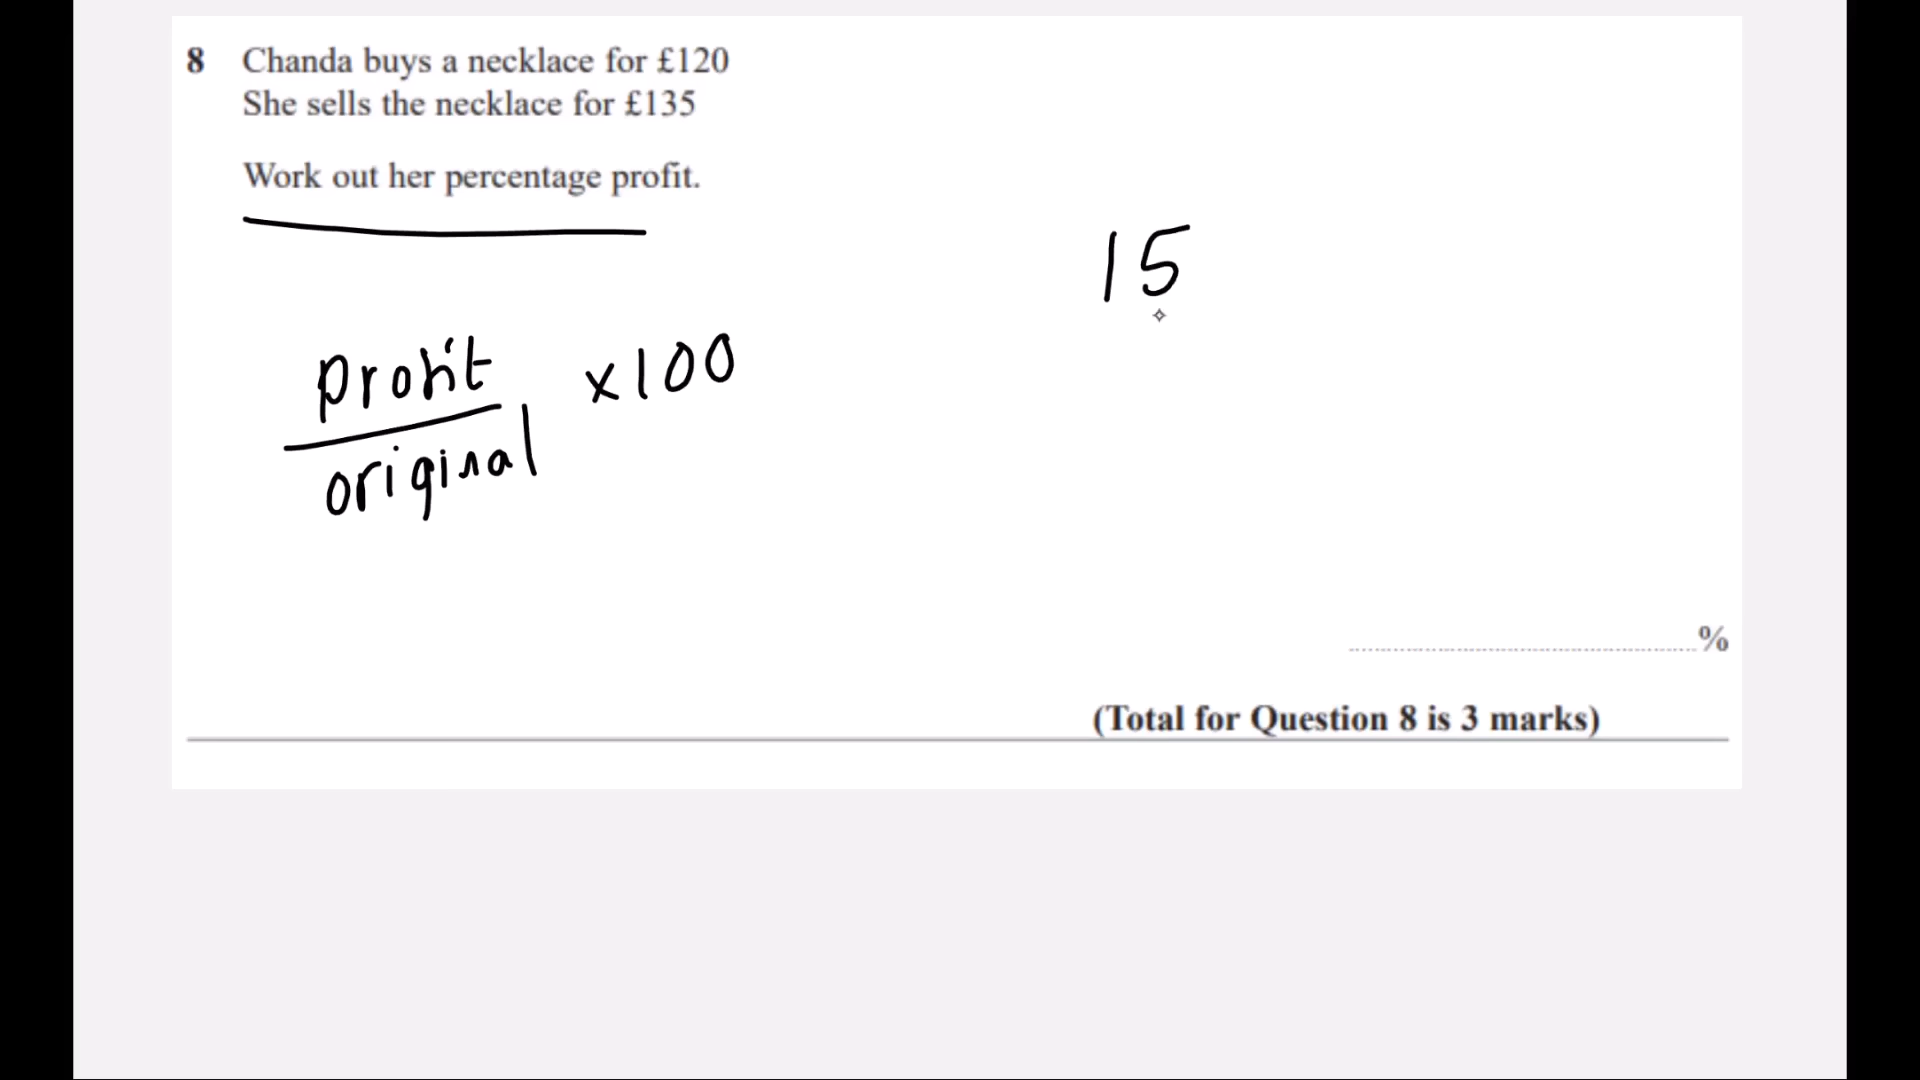 8 Chanda buys a necklace for £120
She sells the necklace for £135
Work out her percentage profit.
15
profit ×100
original
%
(Total for Question 8 is 3 marks)